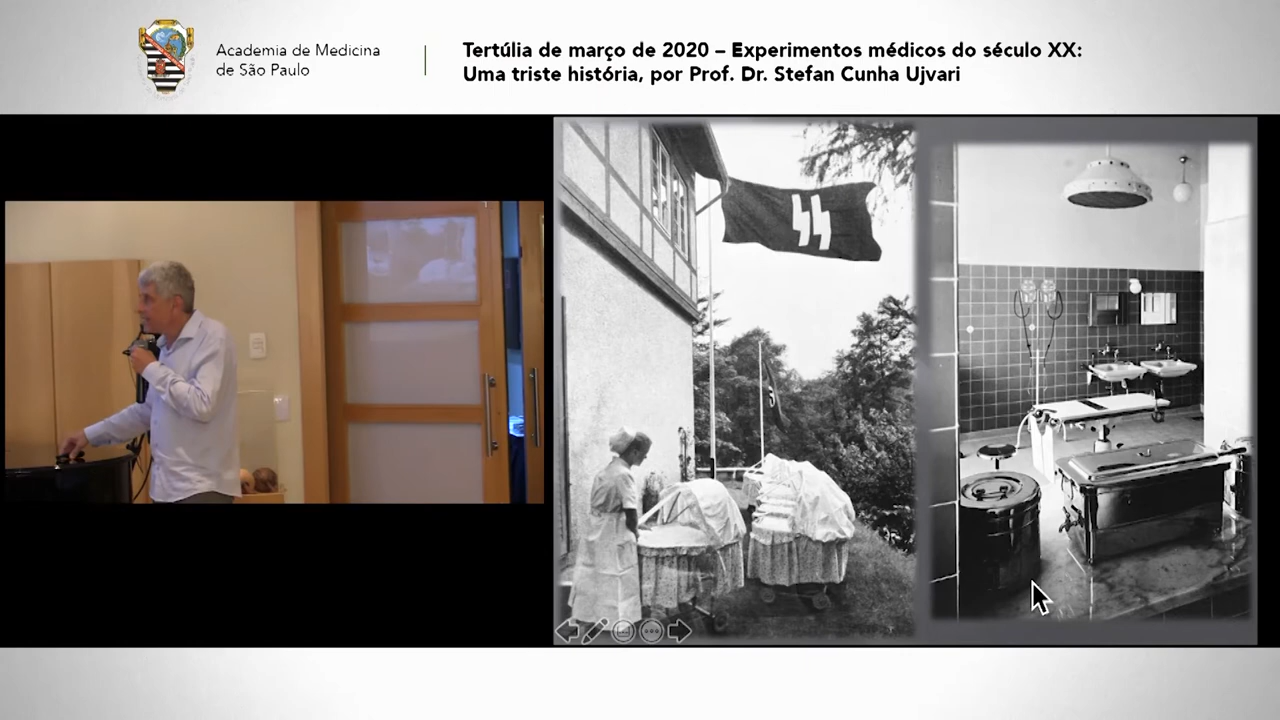 Academia de Medicina
de São Paulo
Tertúlia de março de 2020 – Experimentos médicos do século XX:
Uma triste história, por Prof. Dr. Stefan Cunha Ujvari